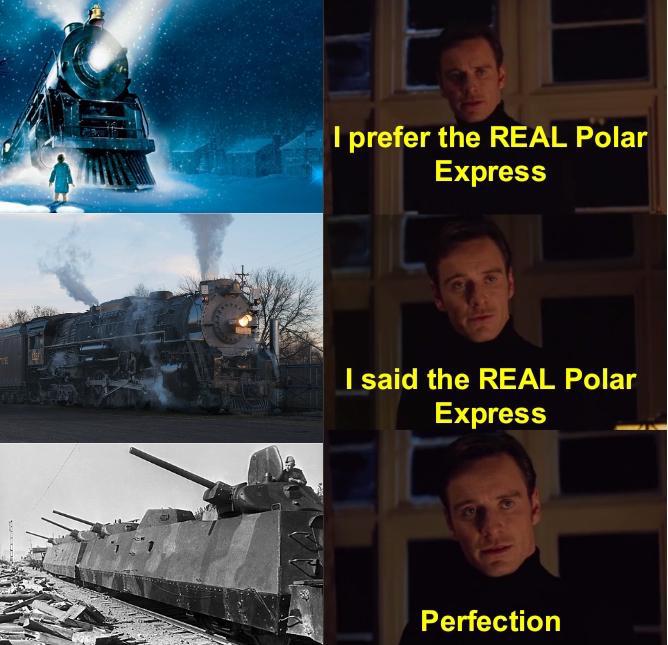 I prefer the REAL Polar
Express
I said the REAL Polar
Express
Perfection